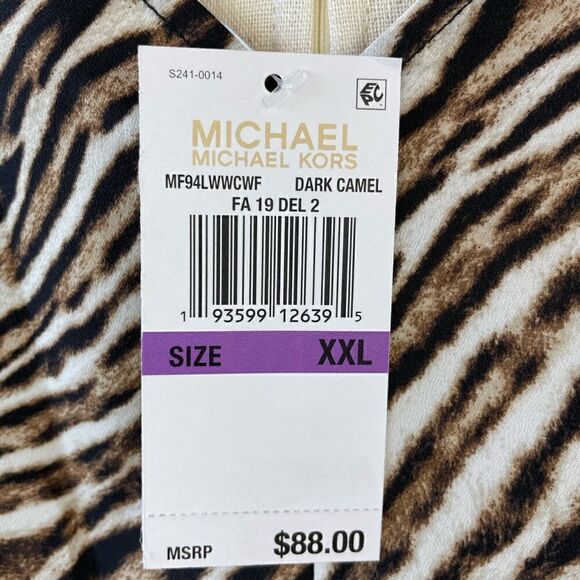 S241-0014
EPC
MICHAEL
MICHAEL KORS
MF94LWWCWF DARK CAMEL
FA 19 DEL 2
1 93599 12639 5
SIZE XXL
MSRP $88.00